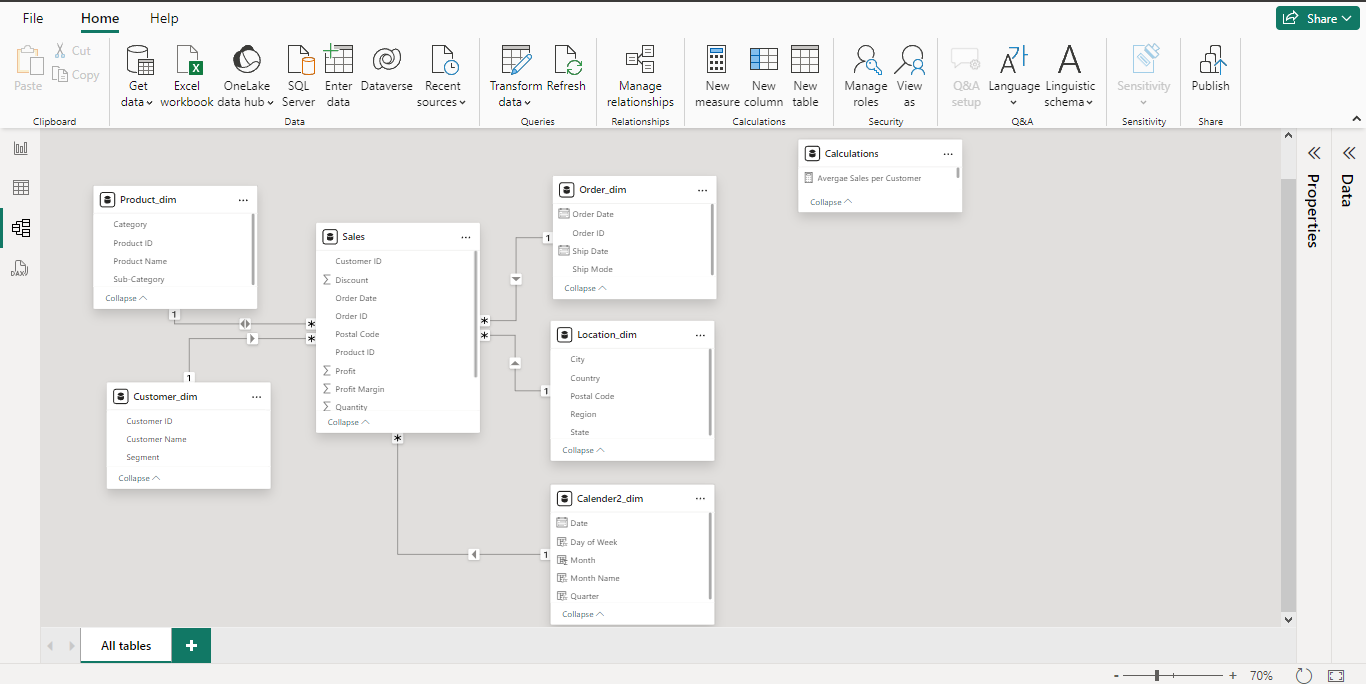 File Home Help
Share
Paste
Cut
Copy
Get data
Excel workbook
OneLake data hub
SQL Server
Enter data
Dataverse
Recent sources
Transform data
Refresh
Manage relationships
New measure
New column
New table
Manage roles
View as
Q&A setup
Language
Linguistic schema
Sensitivity
Publish
Clipboard
Data
Queries
Relationships
Calculations
Security
Q&A
Sensitivity
Share
DAX
Product_dim
...
Category
Product ID
Product Name
Sub-Category
Collapse
1
*
Customer_dim
...
Customer ID
Customer Name
Segment
Collapse
1
*
Sales
...
Customer ID
Σ Discount
Order Date
Order ID
Postal Code
Product ID
Σ Profit
Σ Profit Margin
Σ Quantity
Collapse
*
*
*
Order_dim
...
Order Date
Order ID
Ship Date
Ship Mode
Collapse
1
Location_dim
...
City
Country
Postal Code
Region
State
Collapse
1
Calender2_dim
...
Date
Day of Week
Month
Month Name
Quarter
Collapse
1
Calculations
...
Avergae Sales per Customer
Collapse
Properties
Data
All tables
+
- + 70%